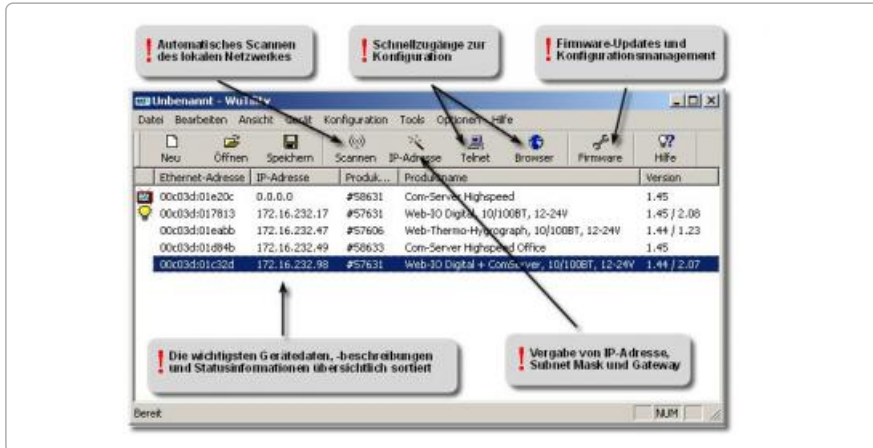 Automatisches Scannen
des lokalen Netzwerkes
Schnellzugänge zur
Konfiguration
Firmware-Updates und
Konfigurationsmanagement
Unbenannt - WuTility
Datei Bearbeiten Ansicht Gerät Konfiguration Tools Optionen Hilfe
Neu Öffnen Speichern Scannen IP-Adresse Telnet Browser Firmware Hilfe
Ethernet-Adresse IP-Adresse Produk... Produktname Version
00c03d:01e20c 0.0.0.0 #58631 Com-Server Highspeed 1.45
00c03d:017813 172.16.232.17 #57631 Web-IO Digital, 10/100BT, 12-24V 1.45 / 2.08
00c03d:01eabb 172.16.232.47 #57606 Web-Thermo-Hygrograph, 10/100BT, 12-24V 1.44 / 1.23
00c03d:01d84b 172.16.232.49 #58633 Com-Server Highspeed Office 1.45
00c03d:01c32d 172.16.232.98 #57631 Web-IO Digital + ComServer, 10/100BT, 12-24V 1.44 / 2.07
Die wichtigsten Gerätedaten, -beschreibungen
und Statusinformationen übersichtlich sortiert
Vergabe von IP-Adresse,
Subnet Mask und Gateway
Bereit NUM